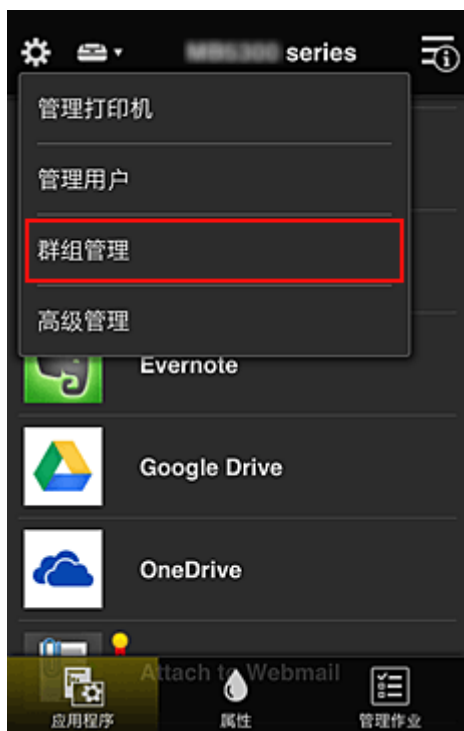 series
管理打印机
管理用户
群组管理
高级管理
Evernote
Google Drive
OneDrive
Attach to Webmail
应用程序
属性
管理作业